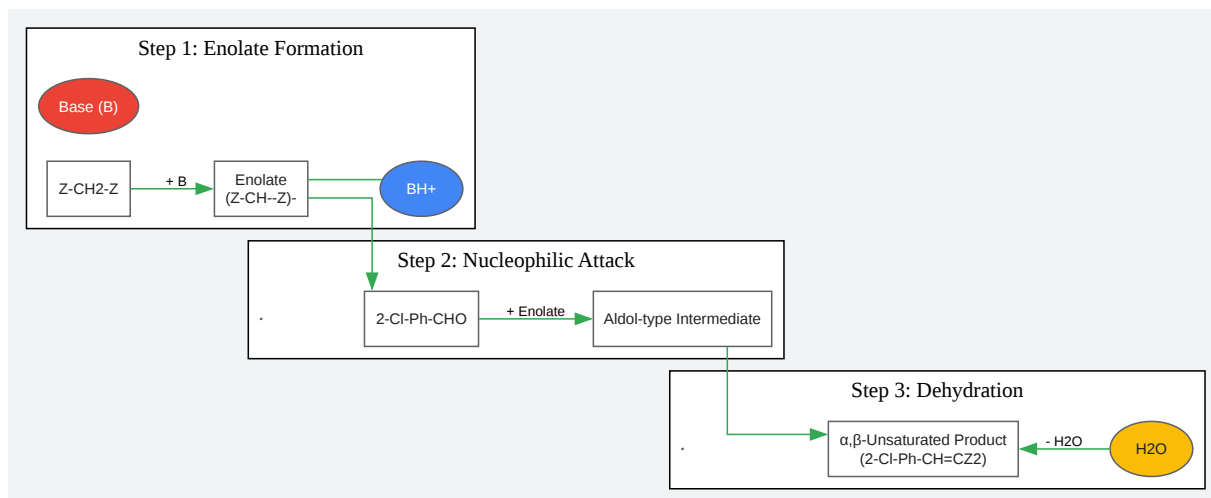 Step 1: Enolate Formation
Base (B)
Z-CH2-Z
+ B
Enolate
(Z-CH--Z)-
BH+
Step 2: Nucleophilic Attack
.
2-Cl-Ph-CHO
+ Enolate
Aldol-type Intermediate
Step 3: Dehydration
.
α,β-Unsaturated Product
(2-Cl-Ph-CH=CZ2)
- H2O
H2O